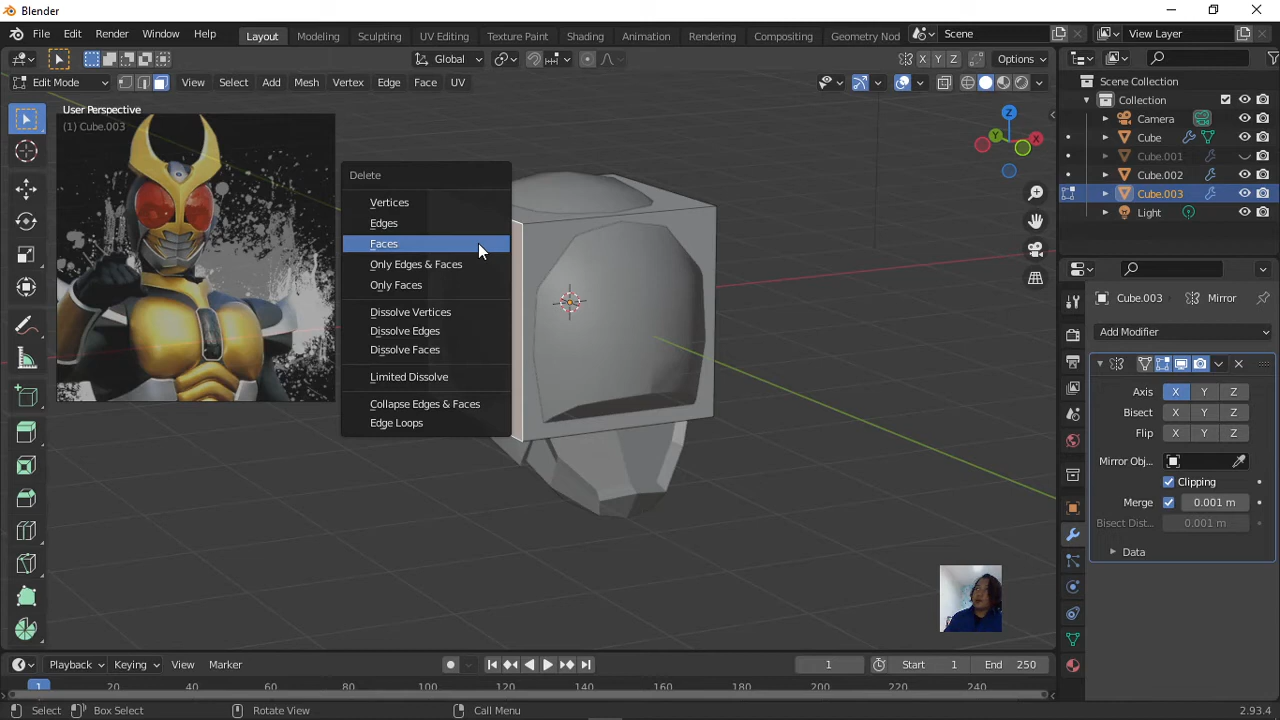 Blender
File Edit Render Window Help Layout Modeling Sculpting UV Editing Texture Paint Shading Animation Rendering Compositing Geometry Nod Scene View Layer
Global X Y Z Options
Edit Mode View Select Add Mesh Vertex Edge Face UV
User Perspective
(1) Cube.003
Delete
Vertices
Edges
Faces
Only Edges & Faces
Only Faces
Dissolve Vertices
Dissolve Edges
Dissolve Faces
Limited Dissolve
Collapse Edges & Faces
Edge Loops
Z
Y X
Scene Collection
Collection
Camera
Cube
Cube.001
Cube.002
Cube.003
Light
Cube.003 Mirror
Add Modifier
Axis X Y Z
Bisect X Y Z
Flip X Y Z
Mirror Obj...
Clipping
Merge 0.001 m
Bisect Dist... 0.001 m
Data
Playback Keying View Marker 1 Start 1 End 250
1 20 40 60 80 100 120 140 160 180 200 220 240
Select Box Select Rotate View Call Menu 2.93.4